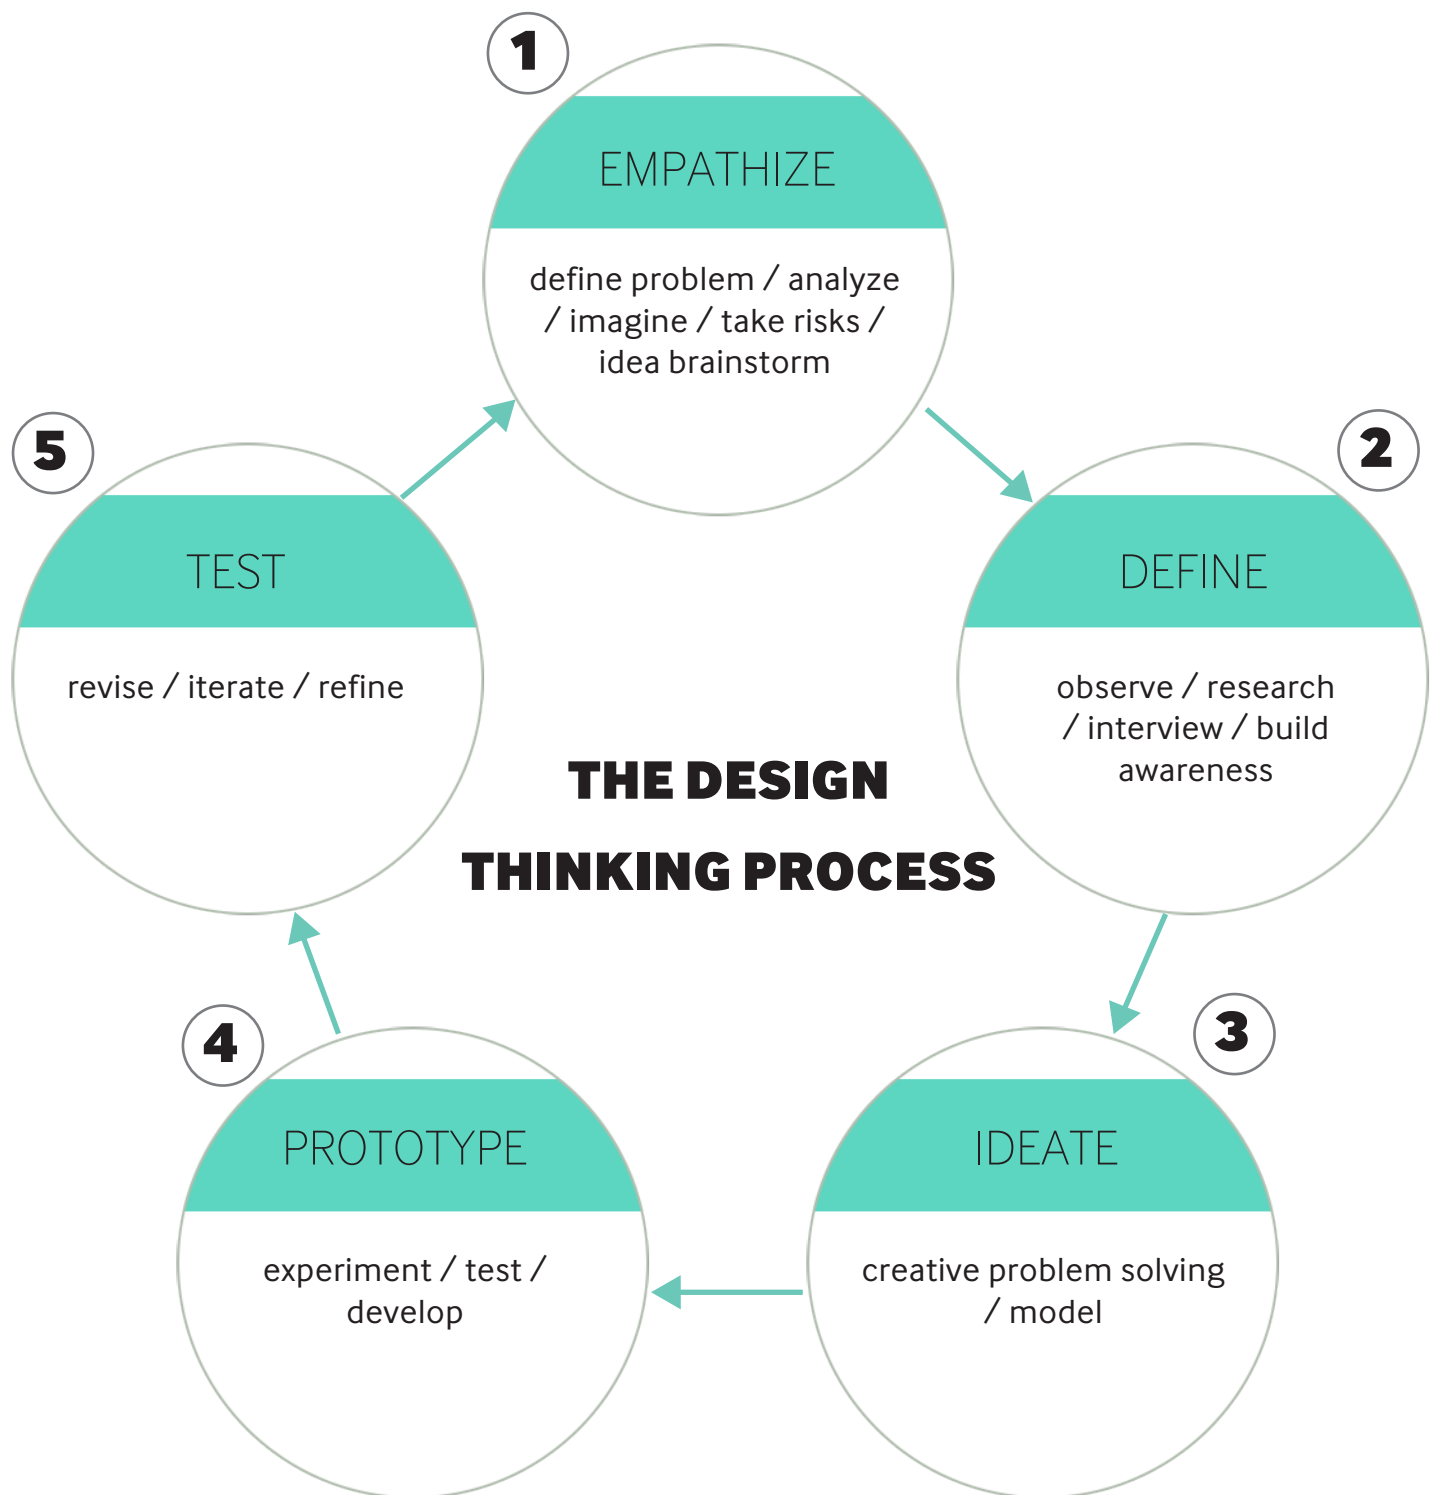 1
EMPATHIZE
define problem / analyze
/ imagine / take risks /
idea brainstorm
2
DEFINE
observe / research
/ interview / build
awareness
3
IDEATE
creative problem solving
/ model
4
PROTOTYPE
experiment / test /
develop
5
TEST
revise / iterate / refine
THE DESIGN
THINKING PROCESS